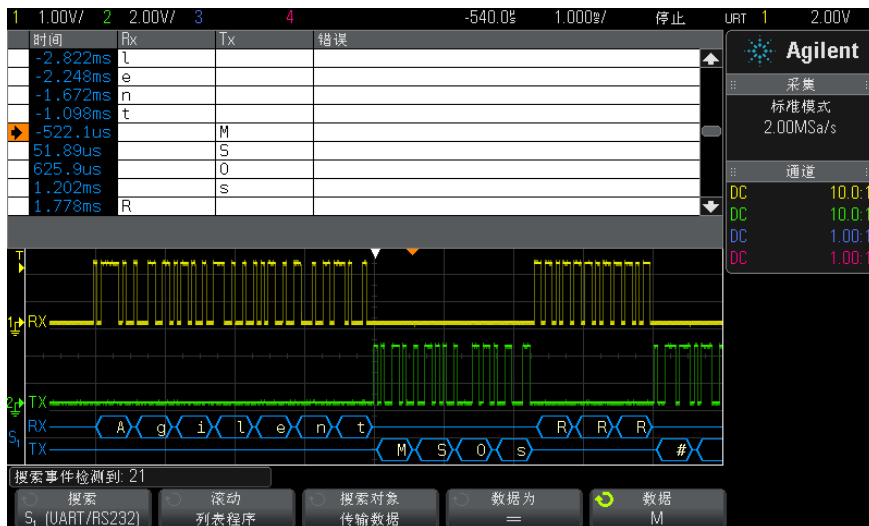 1 1.00V/ 2 2.00V/ 3 4 -540.0us 1.000ms/ 停止 URT 1 2.00V
时间 Rx Tx 错误
-2.822ms l
-2.248ms e
-1.672ms n
-1.098ms t
-522.1us M
51.89us S
625.9us O
1.202ms s
1.778ms R
Agilent
采集
标准模式
2.00MSa/s
通道
DC 10.0:1
DC 10.0:1
DC 1.00:1
DC 1.00:1
T
1 RX
2 TX
S1 RX A g i l e n t R R R
TX M S O s #
搜索事件检测到: 21
搜索 滚动 搜索对象 数据为 数据
S1 (UART/RS232) 列表程序 传输数据 = M